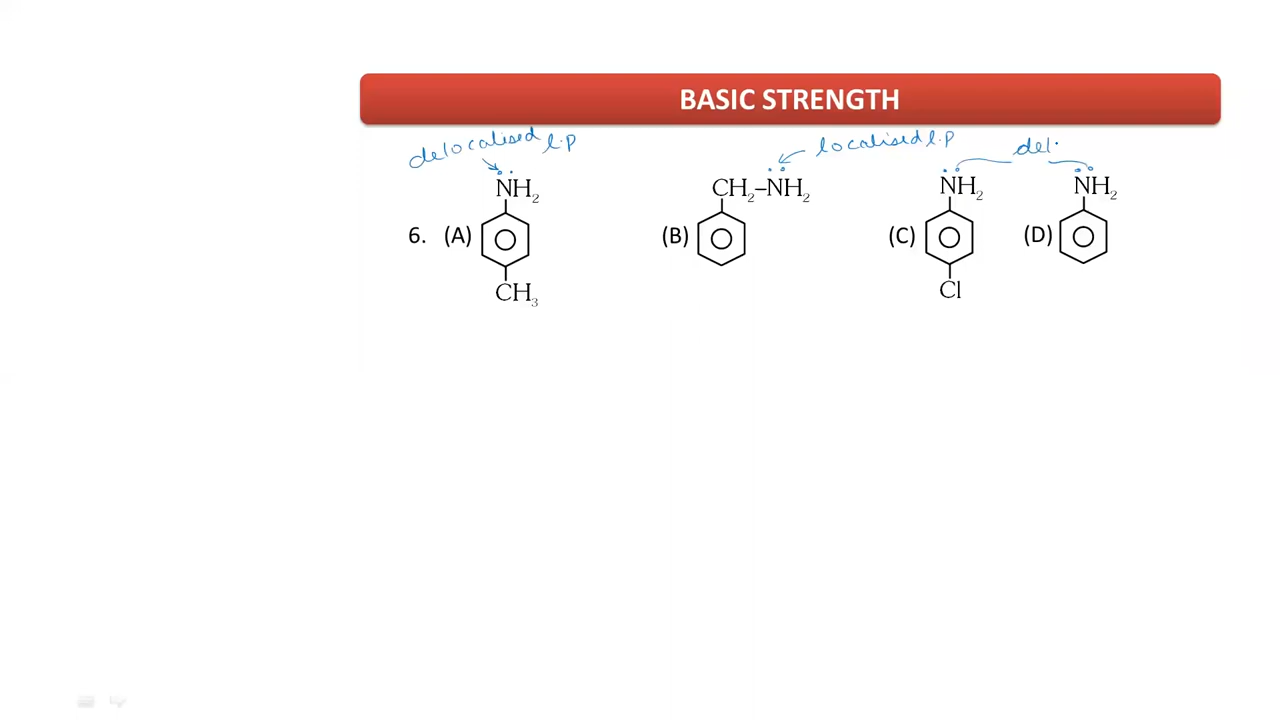 BASIC STRENGTH
delocalised l.p
localised l.p
del.
NH2
CH2–NH2
NH2
NH2
6. (A)
(B)
(C)
(D)
CH3
Cl